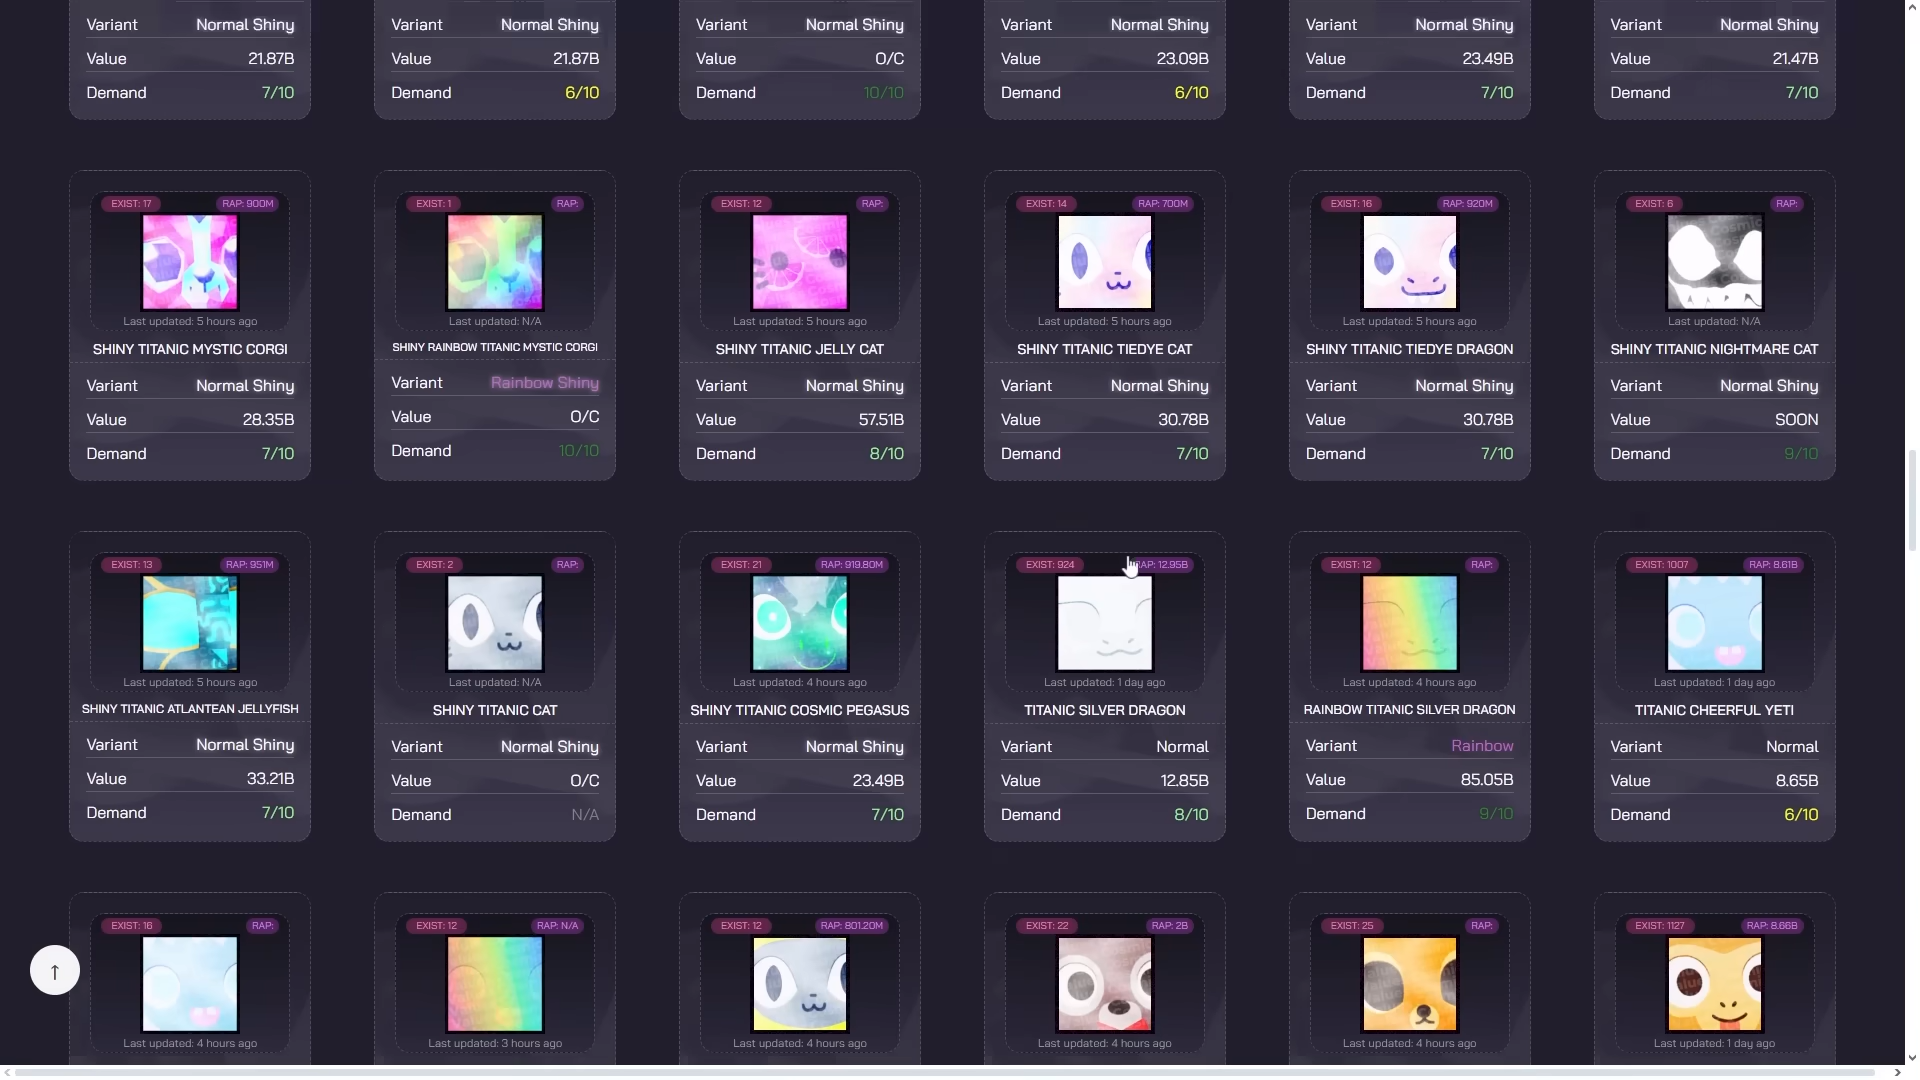 Variant Normal Shiny
Value 21.87B
Demand 7/10
Variant Normal Shiny
Value 21.87B
Demand 6/10
Variant Normal Shiny
Value O/C
Demand 10/10
Variant Normal Shiny
Value 23.09B
Demand 6/10
Variant Normal Shiny
Value 23.49B
Demand 7/10
Variant Normal Shiny
Value 21.47B
Demand 7/10
EXIST: 17 RAP: 900M
Last updated: 5 hours ago
SHINY TITANIC MYSTIC CORGI
Variant Normal Shiny
Value 28.35B
Demand 7/10
EXIST: 1 RAP:
Last updated: N/A
SHINY RAINBOW TITANIC MYSTIC CORGI
Variant Rainbow Shiny
Value O/C
Demand 10/10
EXIST: 12 RAP:
Last updated: 5 hours ago
SHINY TITANIC JELLY CAT
Variant Normal Shiny
Value 57.51B
Demand 8/10
EXIST: 14 RAP: 700M
Last updated: 5 hours ago
SHINY TITANIC TIEDYE CAT
Variant Normal Shiny
Value 30.78B
Demand 7/10
EXIST: 16 RAP: 920M
Last updated: 5 hours ago
SHINY TITANIC TIEDYE DRAGON
Variant Normal Shiny
Value 30.78B
Demand 7/10
EXIST: 6 RAP:
Last updated: N/A
SHINY TITANIC NIGHTMARE CAT
Variant Normal Shiny
Value SOON
Demand 9/10
EXIST: 13 RAP: 951M
Last updated: 5 hours ago
SHINY TITANIC ATLANTEAN JELLYFISH
Variant Normal Shiny
Value 33.21B
Demand 7/10
EXIST: 2 RAP:
Last updated: N/A
SHINY TITANIC CAT
Variant Normal Shiny
Value O/C
Demand N/A
EXIST: 21 RAP: 919.80M
Last updated: 4 hours ago
SHINY TITANIC COSMIC PEGASUS
Variant Normal Shiny
Value 23.49B
Demand 7/10
EXIST: 924 RAP: 12.95B
Last updated: 1 day ago
TITANIC SILVER DRAGON
Variant Normal
Value 12.85B
Demand 8/10
EXIST: 12 RAP:
Last updated: 4 hours ago
RAINBOW TITANIC SILVER DRAGON
Variant Rainbow
Value 85.05B
Demand 9/10
EXIST: 1007 RAP: 8.61B
Last updated: 1 day ago
TITANIC CHEERFUL YETI
Variant Normal
Value 8.65B
Demand 6/10
EXIST: 16 RAP:
Last updated: 4 hours ago
EXIST: 12 RAP: N/A
Last updated: 3 hours ago
EXIST: 12 RAP: 801.20M
Last updated: 4 hours ago
EXIST: 22 RAP: 2B
Last updated: 4 hours ago
EXIST: 25 RAP:
Last updated: 4 hours ago
EXIST: 1127 RAP: 8.66B
Last updated: 1 day ago